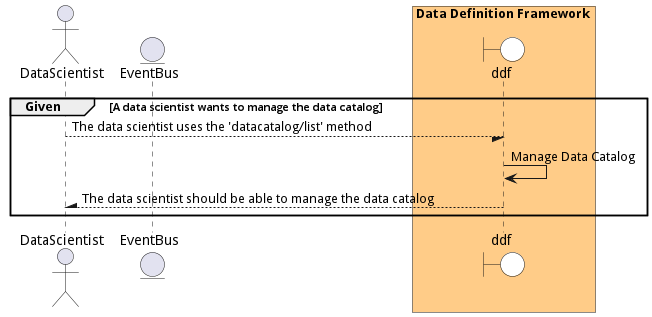 Data Definition Framework
DataScientist EventBus ddf
Given [A data scientist wants to manage the data catalog]
The data scientist uses the 'datacatalog/list' method
Manage Data Catalog
The data scientist should be able to manage the data catalog
DataScientist EventBus ddf